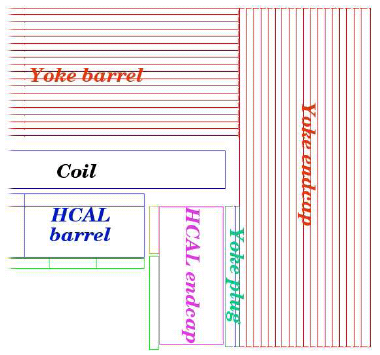 Yoke barrel
Yoke endcap
Coil
HCAL
barrel
HCAL endcap
Yoke plug